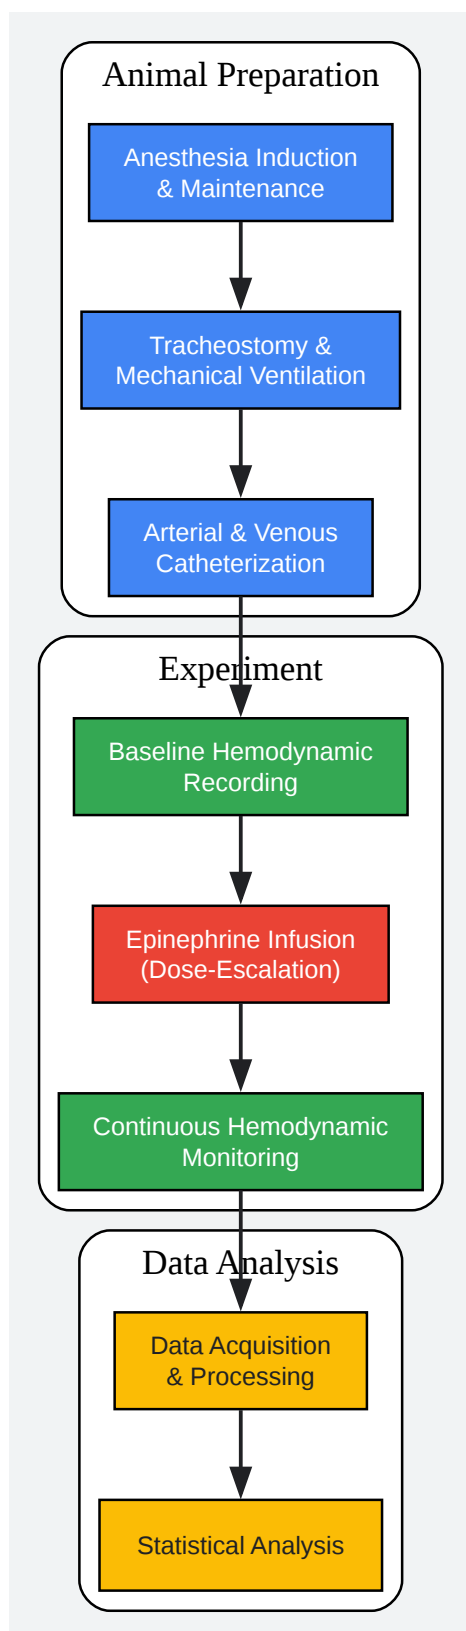 Animal Preparation
Anesthesia Induction
& Maintenance
Tracheostomy &
Mechanical Ventilation
Arterial & Venous
Catheterization
Experiment
Baseline Hemodynamic
Recording
Epinephrine Infusion
(Dose-Escalation)
Continuous Hemodynamic
Monitoring
Data Analysis
Data Acquisition
& Processing
Statistical Analysis